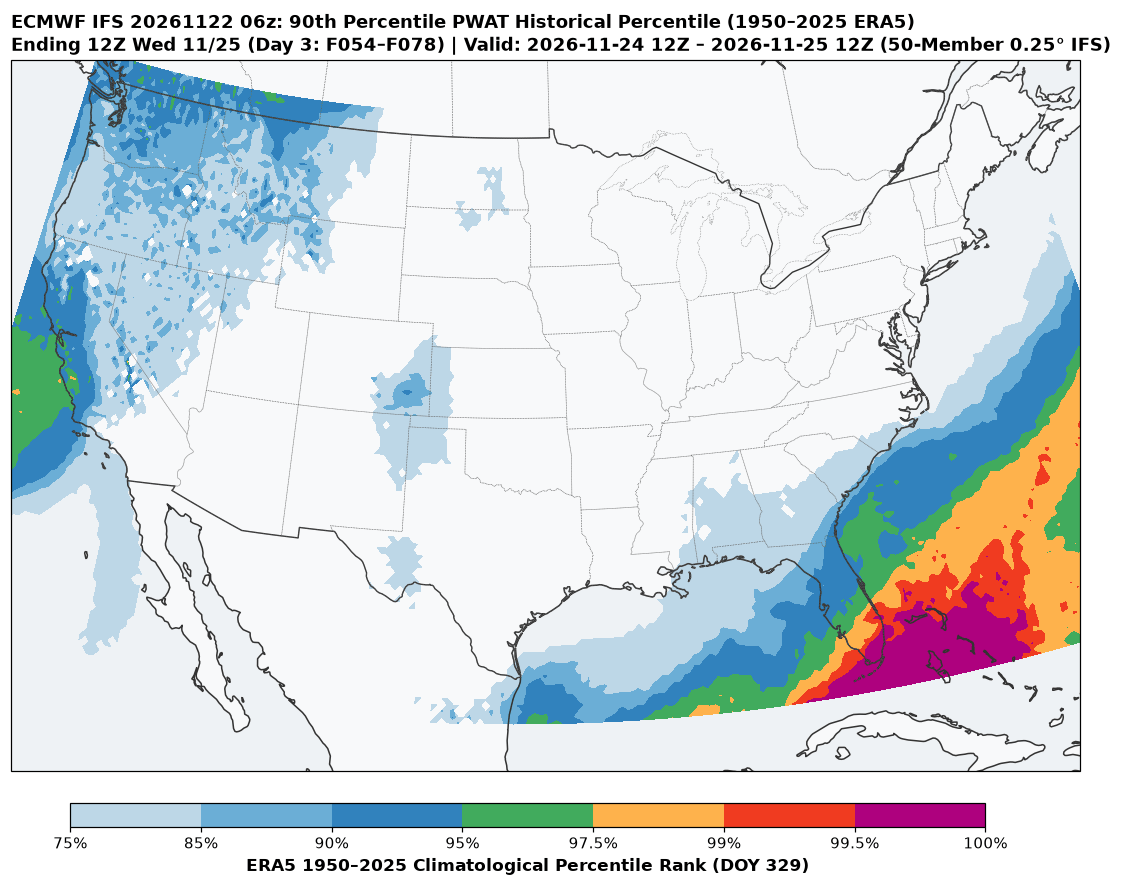 ECMWF IFS 20261122 06z: 90th Percentile PWAT Historical Percentile (1950–2025 ERA5)
Ending 12Z Wed 11/25 (Day 3: F054–F078) | Valid: 2026-11-24 12Z – 2026-11-25 12Z (50-Member 0.25° IFS)
75% 85% 90% 95% 97.5% 99% 99.5% 100%
ERA5 1950–2025 Climatological Percentile Rank (DOY 329)